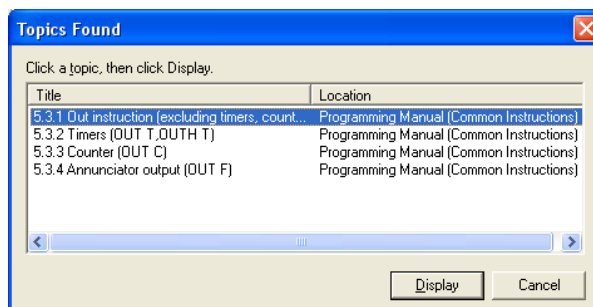 Topics Found
Click a topic, then click Display.
Title Location
5.3.1 Out instruction (excluding timers, count... Programming Manual (Common Instructions)
5.3.2 Timers (OUT T,OUTH T) Programming Manual (Common Instructions)
5.3.3 Counter (OUT C) Programming Manual (Common Instructions)
5.3.4 Annunciator output (OUT F) Programming Manual (Common Instructions)
Display Cancel